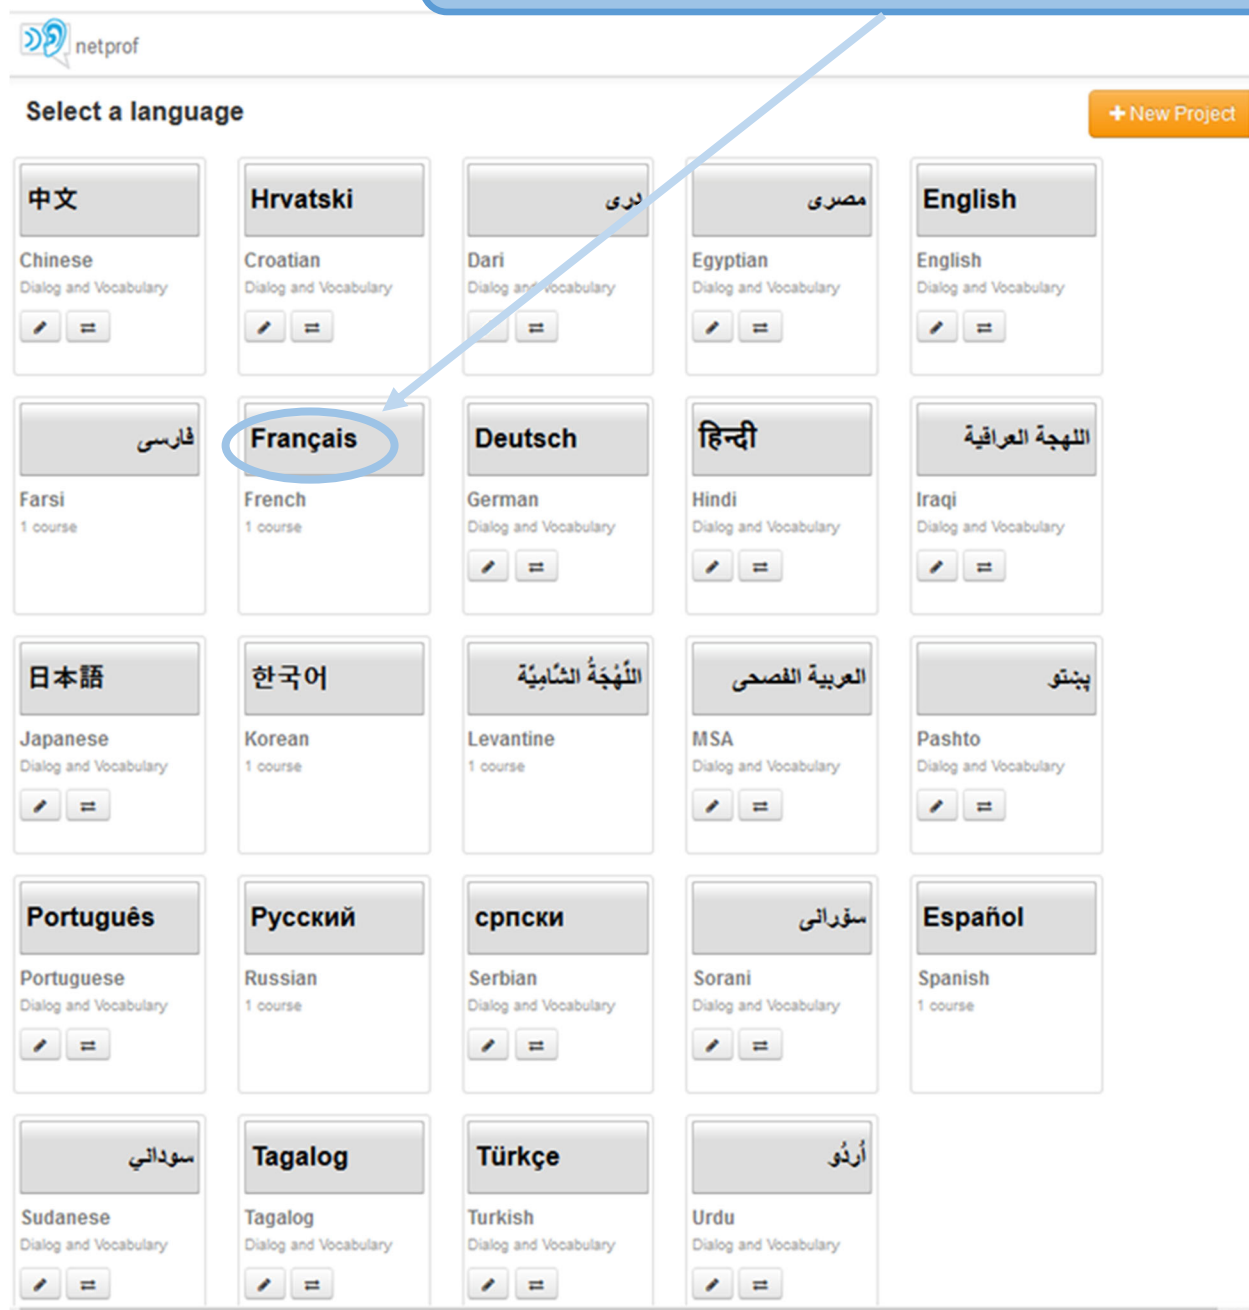 netprof
Select a language
+ New Project
中文
Hrvatski
دری
مصرى
English
Chinese
Croatian
Dari
Egyptian
English
Dialog and Vocabulary
Dialog and Vocabulary
Dialog and Vocabulary
Dialog and Vocabulary
Dialog and Vocabulary
فارسی
Français
Deutsch
हिन्दी
اللهجة العراقية
Farsi
French
German
Hindi
Iraqi
1 course
1 course
Dialog and Vocabulary
Dialog and Vocabulary
Dialog and Vocabulary
日本語
한국어
اللَّهْجَةُ الشَّامِيَّة
العربية الفصحى
پښتو
Japanese
Korean
Levantine
MSA
Pashto
Dialog and Vocabulary
1 course
1 course
Dialog and Vocabulary
Dialog and Vocabulary
Português
Русский
српски
سۆرانی
Español
Portuguese
Russian
Serbian
Sorani
Spanish
Dialog and Vocabulary
1 course
Dialog and Vocabulary
Dialog and Vocabulary
1 course
سوداني
Tagalog
Türkçe
اُردُو
Sudanese
Tagalog
Turkish
Urdu
Dialog and Vocabulary
Dialog and Vocabulary
Dialog and Vocabulary
Dialog and Vocabulary